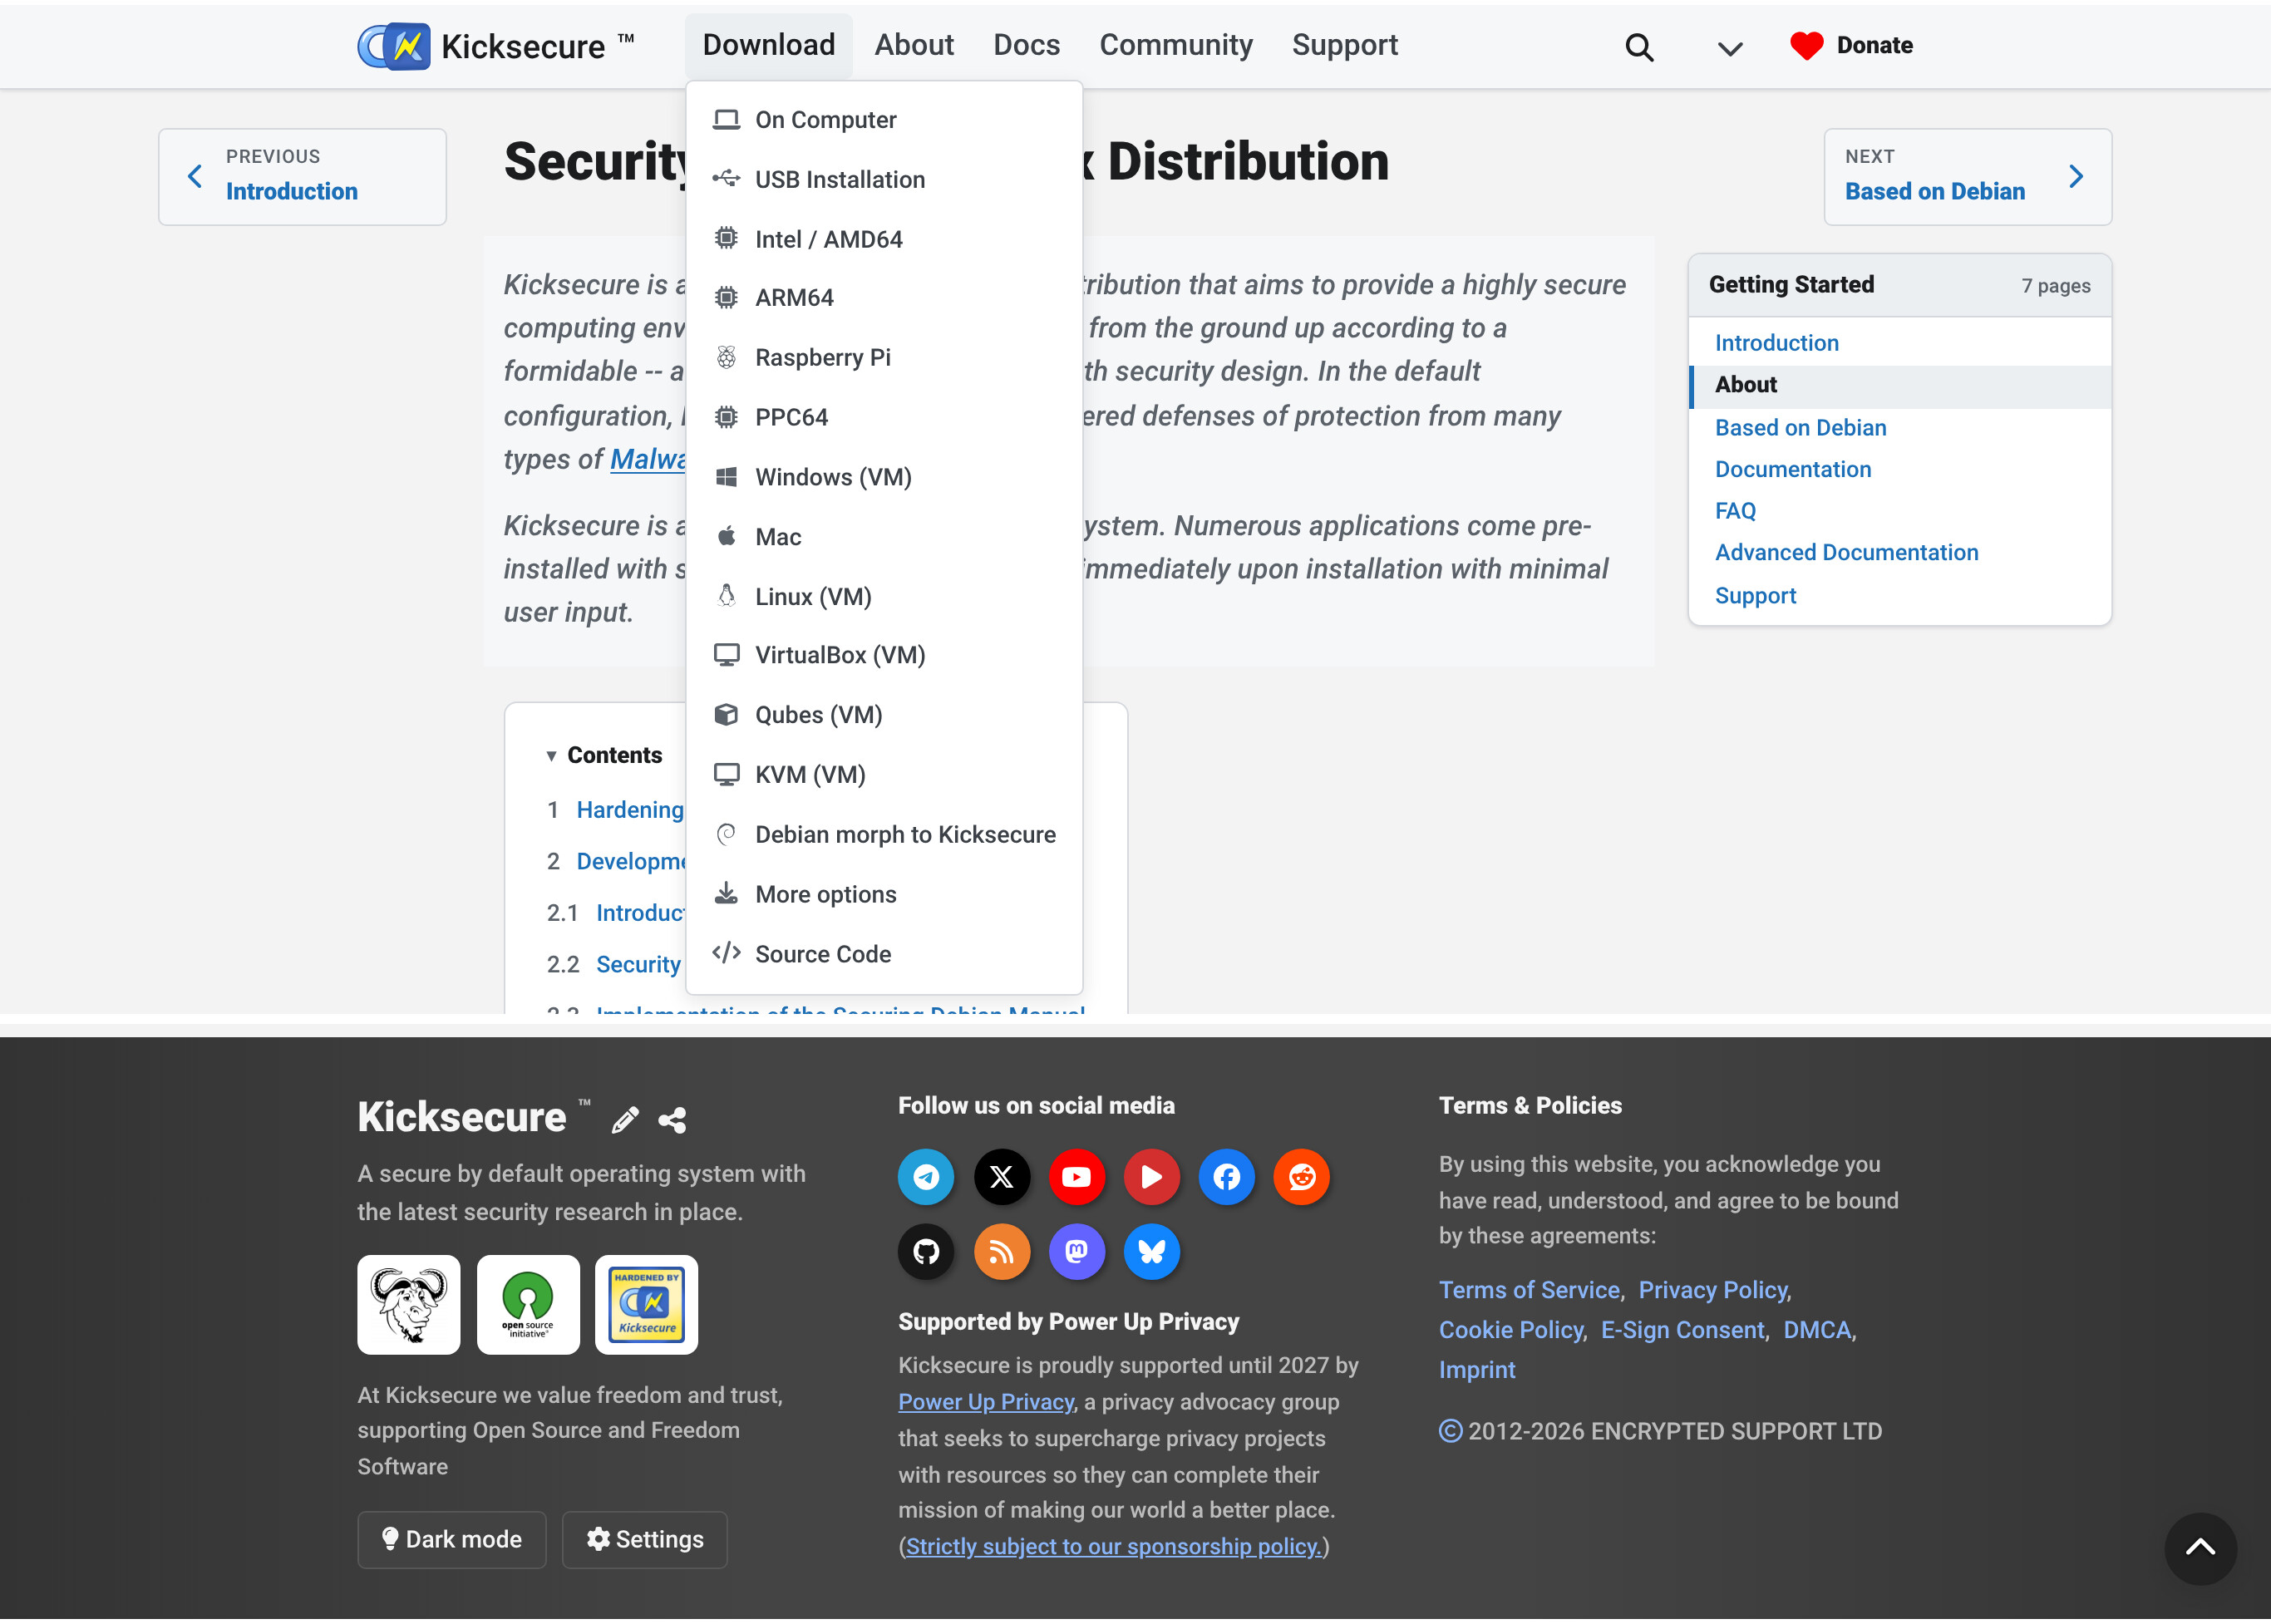 Kicksecure ™
Download
About
Docs
Community
Support
Donate
On Computer
USB Installation
Intel / AMD64
ARM64
Raspberry Pi
PPC64
Windows (VM)
Mac
Linux (VM)
VirtualBox (VM)
Qubes (VM)
KVM (VM)
Debian morph to Kicksecure
More options
Source Code
PREVIOUS
Introduction
Security Distribution
NEXT
Based on Debian
Kicksecure is a tribution that aims to provide a highly secure
computing env from the ground up according to a
formidable -- a th security design. In the default
configuration, ered defenses of protection from many
types of Malwa
Kicksecure is a ystem. Numerous applications come pre-
installed with s immediately upon installation with minimal
user input.
Getting Started 7 pages
Introduction
About
Based on Debian
Documentation
FAQ
Advanced Documentation
Support
Contents
1 Hardening
2 Developme
2.1 Introduc
2.2 Security
Implementation of the Securing Debian Manual
Kicksecure ™
A secure by default operating system with
the latest security research in place.
open source
initiative®
HARDENED BY
Kicksecure
At Kicksecure we value freedom and trust,
supporting Open Source and Freedom
Software
Dark mode
Settings
Follow us on social media
Supported by Power Up Privacy
Kicksecure is proudly supported until 2027 by
Power Up Privacy, a privacy advocacy group
that seeks to supercharge privacy projects
with resources so they can complete their
mission of making our world a better place.
(Strictly subject to our sponsorship policy.)
Terms & Policies
By using this website, you acknowledge you
have read, understood, and agree to be bound
by these agreements:
Terms of Service, Privacy Policy,
Cookie Policy, E-Sign Consent, DMCA,
Imprint
© 2012-2026 ENCRYPTED SUPPORT LTD